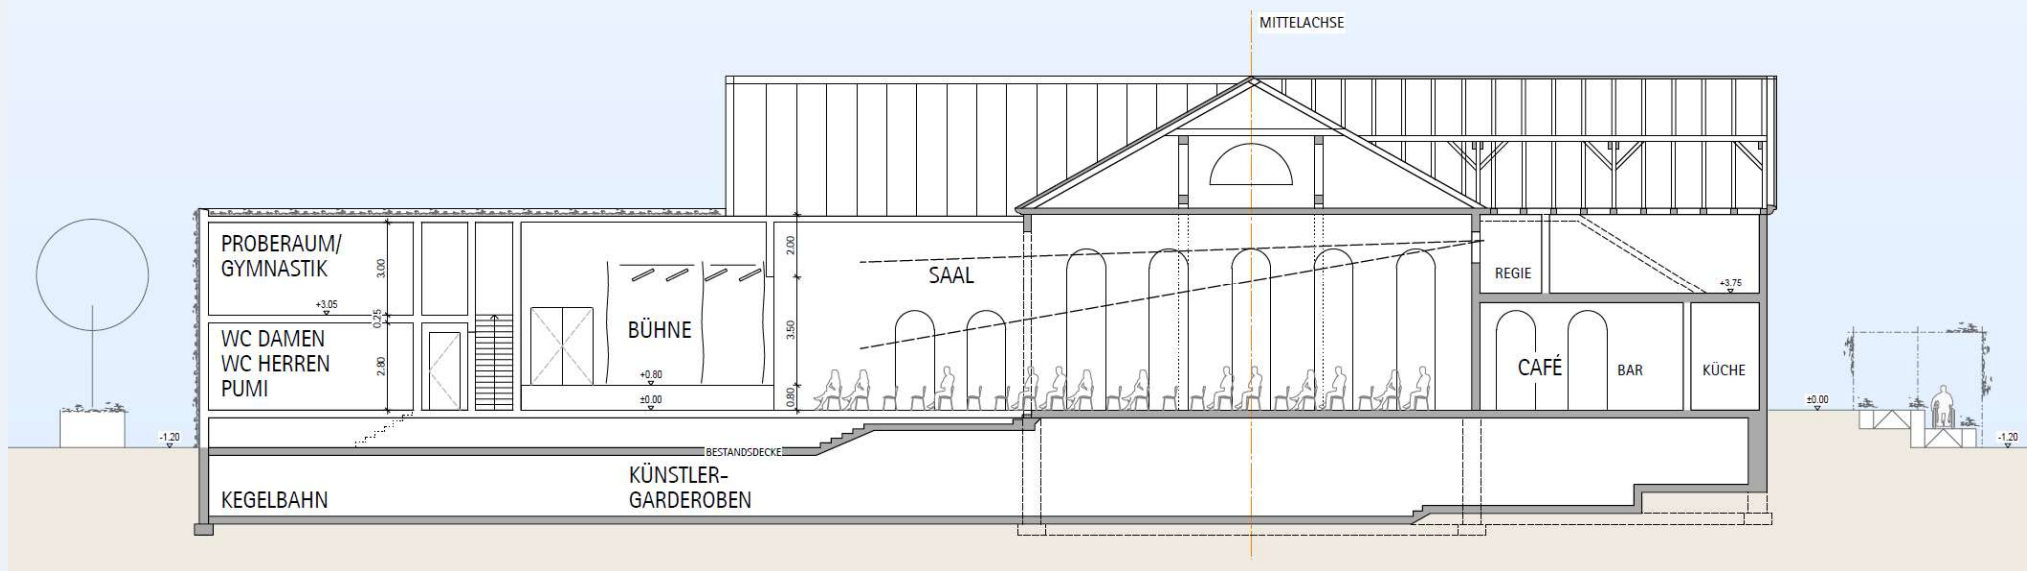 MITTELACHSE
PROBERAUM/
GYMNASTIK
3.00
+3.05
0.25
WC DAMEN
WC HERREN
PUMI
2.80
BÜHNE
+0.80
±0.00
2.00
3.50
0.80
SAAL
REGIE
+3.75
CAFÉ
BAR
KÜCHE
±0.00
-1.20
-1.20
BESTANDSDECKE
KEGELBAHN
KÜNSTLER-
GARDEROBEN